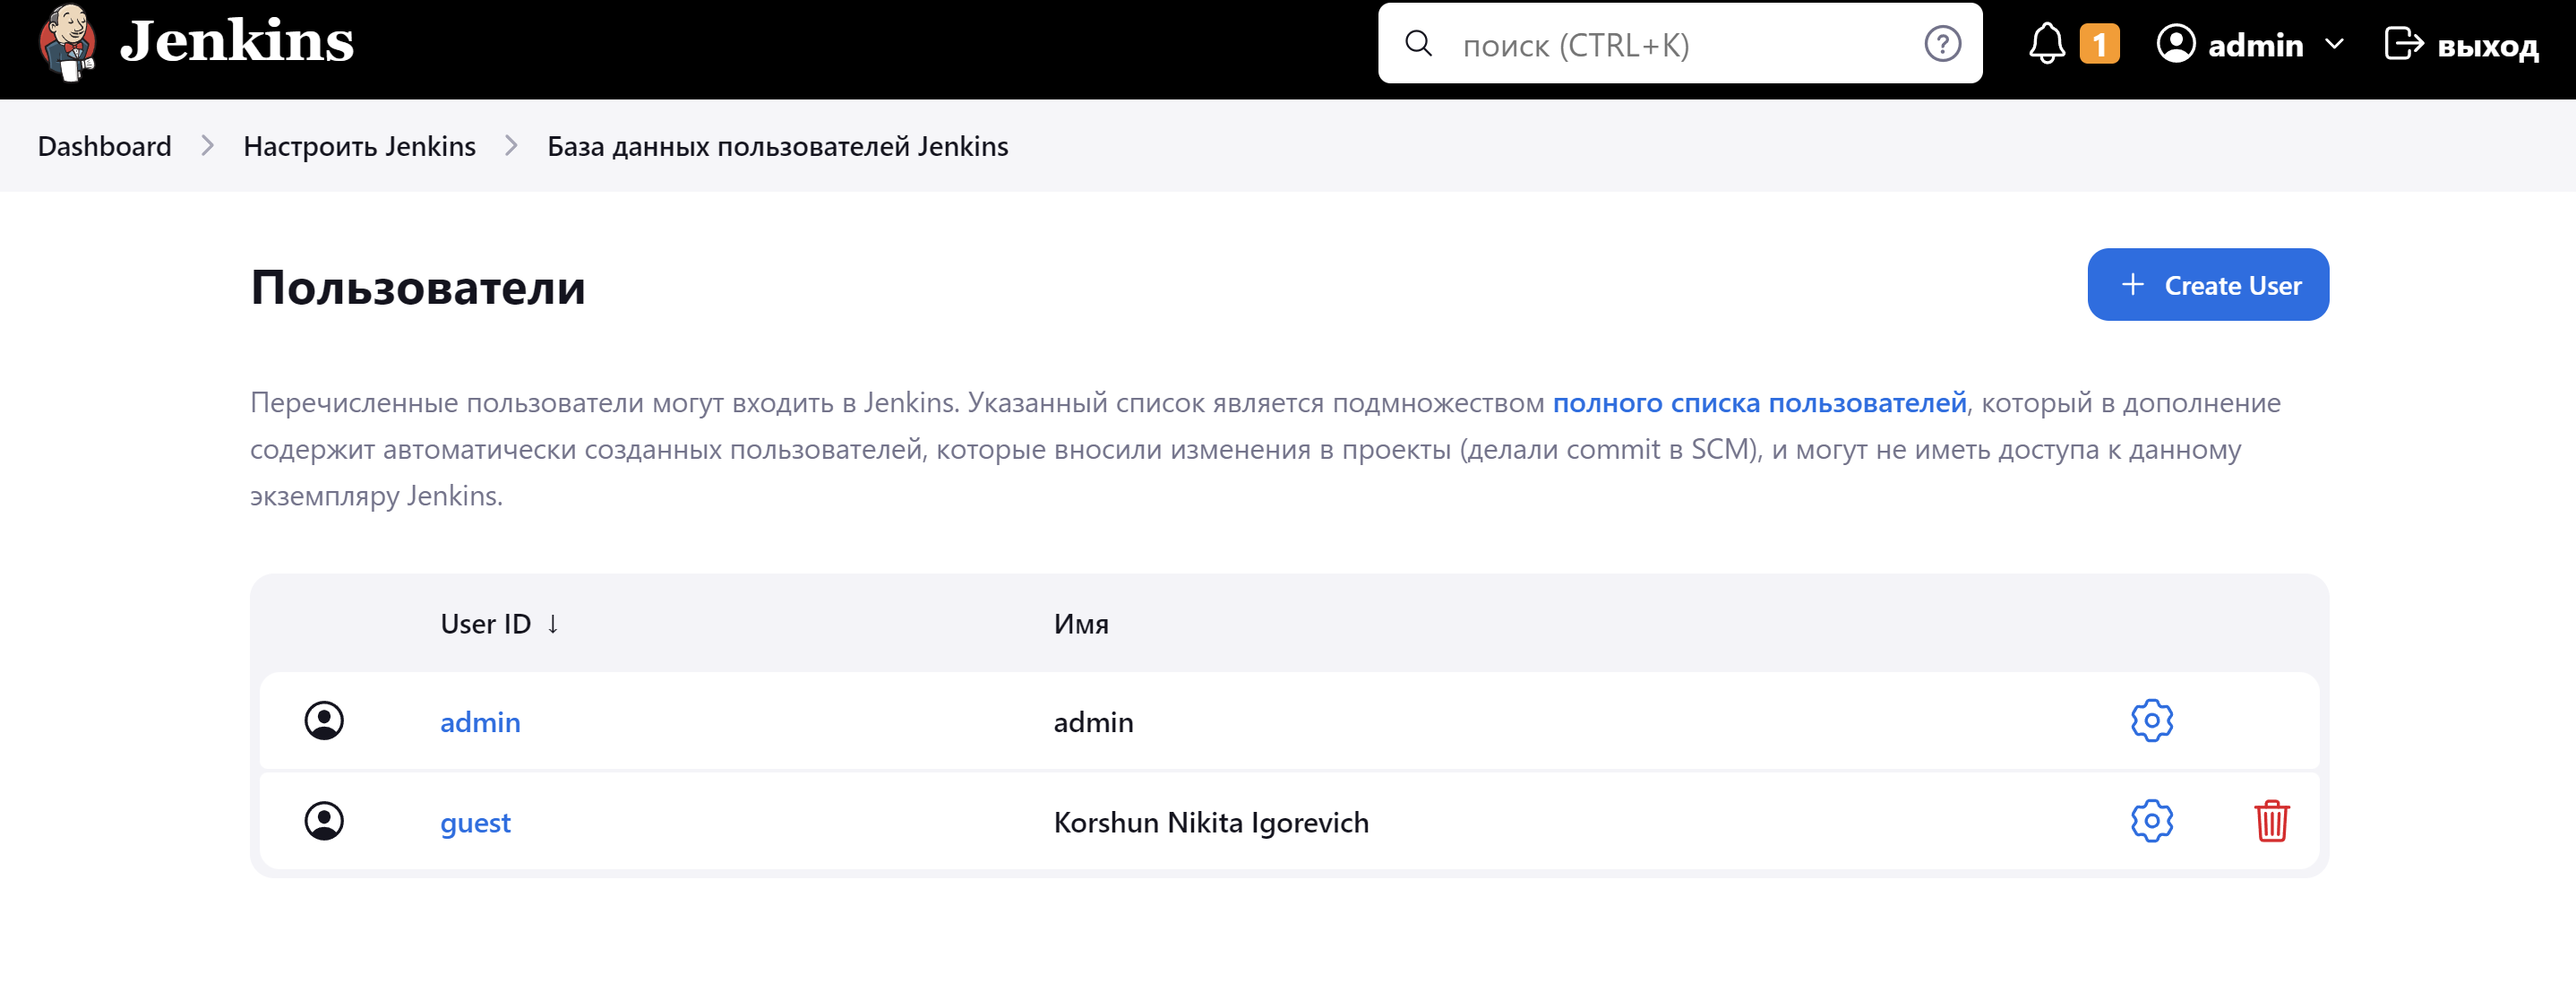 Jenkins
поиск (CTRL+K)
?
1
admin
выход
Dashboard
Настроить Jenkins
База данных пользователей Jenkins
Пользователи
+ Create User
Перечисленные пользователи могут входить в Jenkins. Указанный список является подмножеством полного списка пользователей, который в дополнение
содержит автоматически созданных пользователей, которые вносили изменения в проекты (делали commit в SCM), и могут не иметь доступа к данному
экземпляру Jenkins.
User ID ↓ Имя
admin admin
guest Korshun Nikita Igorevich